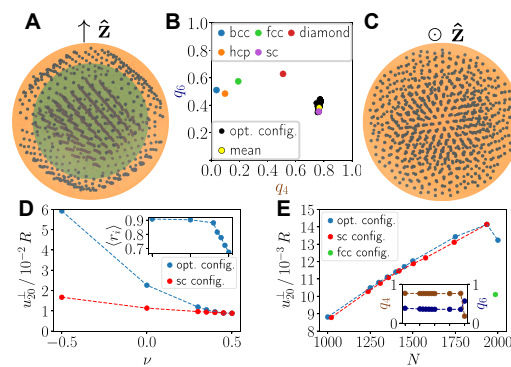 A
↑ ẑ
B
1.0
0.8
0.6
0.4
0.2
q₆
bcc
fcc
diamond
hcp
sc
opt. config.
mean
0.0 0.2 0.4 0.6 0.8 1.0
q₄
C
⊙ ẑ
D
6
5
4
3
2
1
0
u₂₀^⊥ / 10⁻² R
⟨rᵢ⟩
0.9
0.8
0.7
opt. config.
sc config.
−0.5 0.0 0.5
ν
E
15
14
13
12
11
10
9
8
u₂₀^⊥ / 10⁻³ R
opt. config.
sc config.
fcc config.
1
0
q₄
1
0
q₆
1000 1250 1500 1750 2000
N